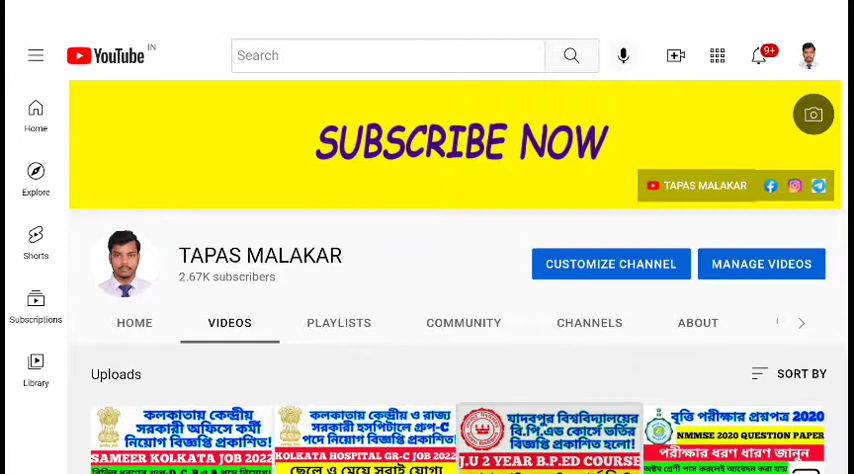 YouTube IN
Search
9+
SUBSCRIBE NOW
TAPAS MALAKAR
Home
Explore
Shorts
Subscriptions
Library
TAPAS MALAKAR
2.67K subscribers
CUSTOMIZE CHANNEL
MANAGE VIDEOS
HOME VIDEOS PLAYLISTS COMMUNITY CHANNELS ABOUT
Uploads
SORT BY
কলকাতায় কেন্দ্রীয়
সরকারী অফিসে কর্মী
নিয়োগ বিজ্ঞপ্তি প্রকাশিত!
SAMEER KOLKATA JOB 2022
কলকাতায় কেন্দ্রীয় ও রাজ্য
সরকারী হসপিটালে গ্রুপ-C
পদে নিয়োগ বিজ্ঞপ্তি প্রকাশিত!
KOLKATA HOSPITAL GR-C JOB 2022
ছেলে ও মেয়ে সবাই যোগ্য
যাদবপুর বিশ্ববিদ্যালয়ের
বি.পি.এড কোর্সে ভর্তির
বিজ্ঞপ্তি প্রকাশিত হলো!
J.U 2 YEAR B.P.ED COURSE
বৃত্তি পরীক্ষার প্রশ্নপত্র 2020
NMMSE 2020 QUESTION PAPER
পরীক্ষার ধরণ ধারণ জানুন